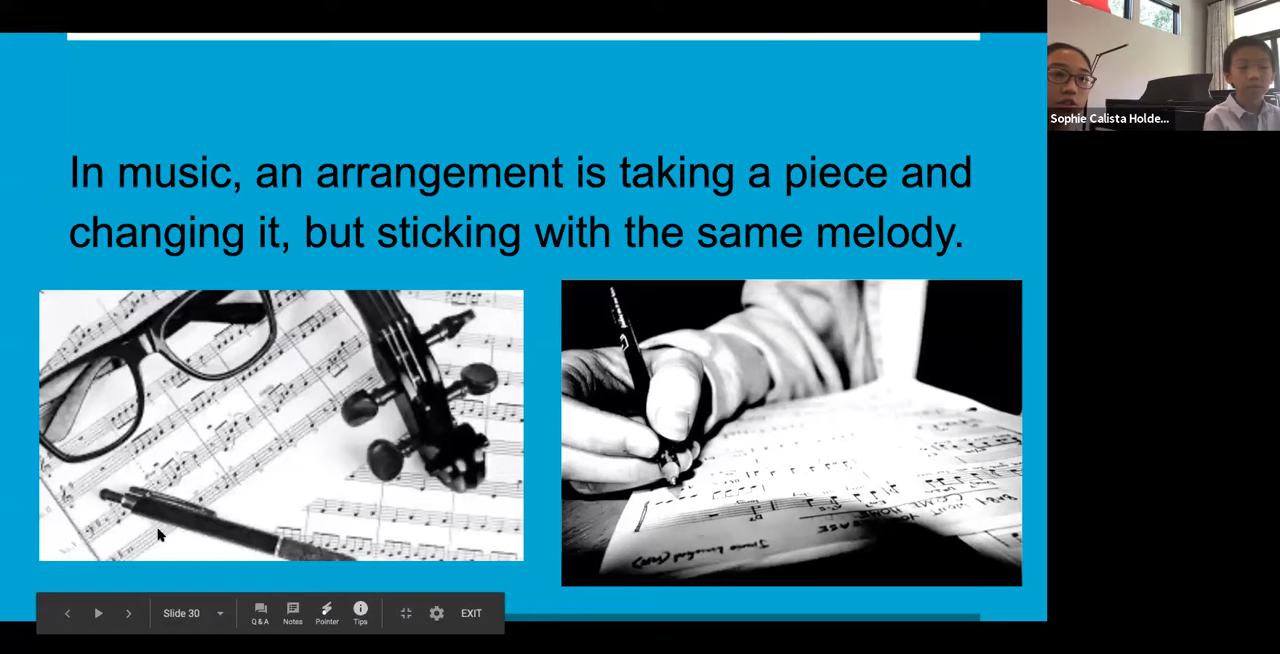 Sophie Calista Holde...
In music, an arrangement is taking a piece and
changing it, but sticking with the same melody.
Slide 30
Q & A
Notes
Pointer
Tips
EXIT